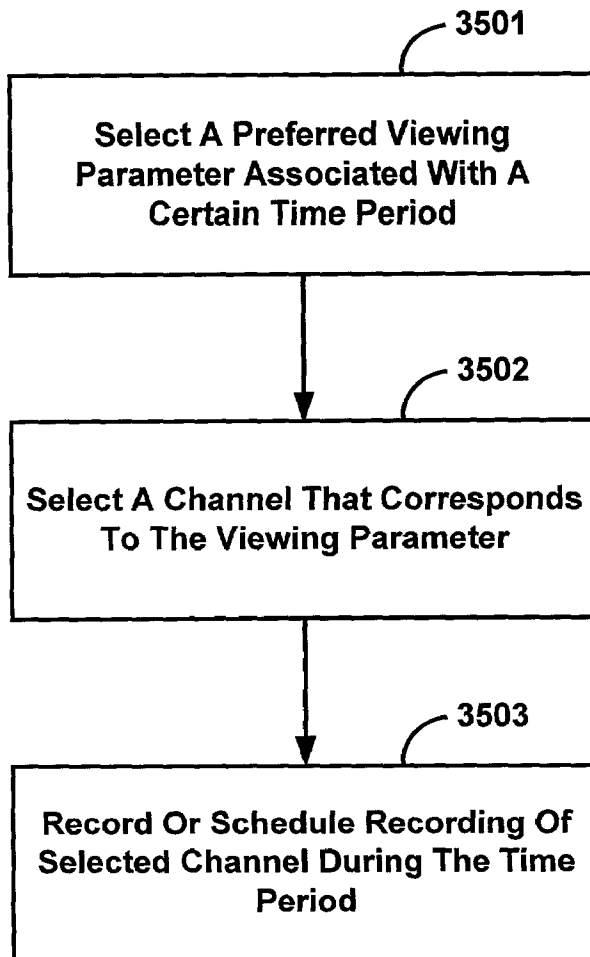 3501
Select A Preferred Viewing
Parameter Associated With A
Certain Time Period
3502
Select A Channel That Corresponds
To The Viewing Parameter
3503
Record Or Schedule Recording Of
Selected Channel During The Time
Period